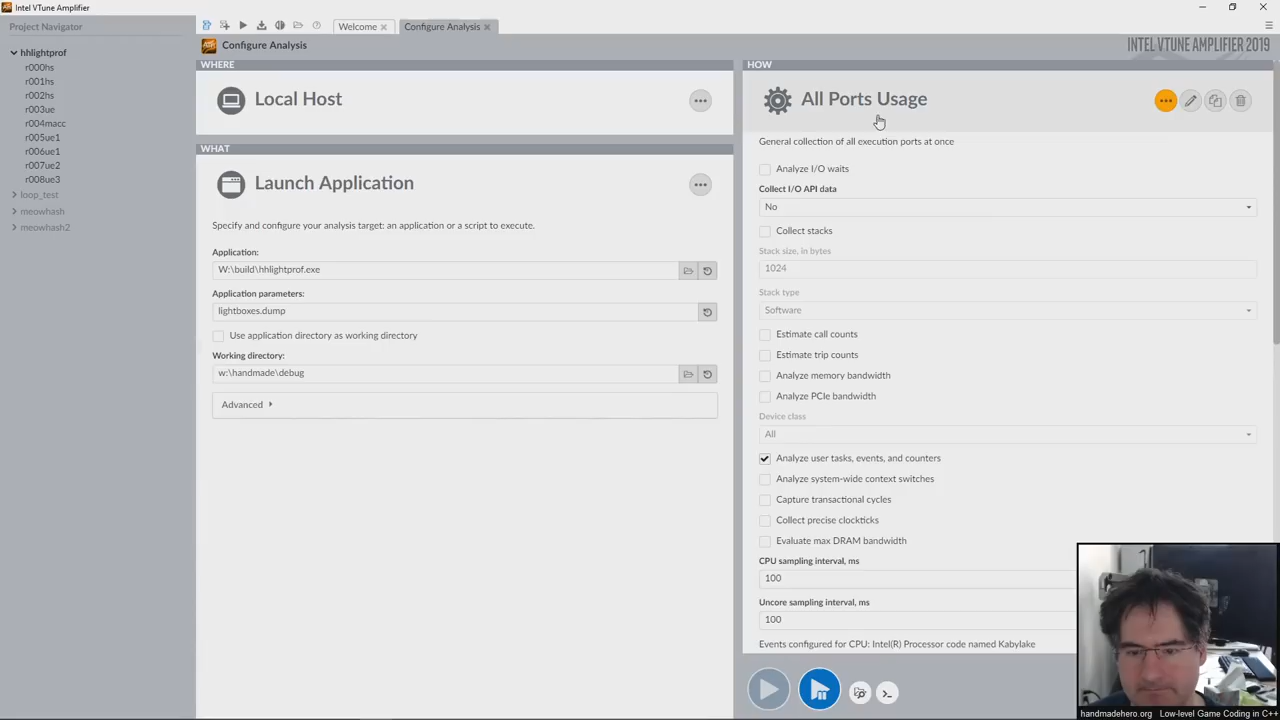 Intel VTune Amplifier
Project Navigator
hhlightprof
r000hs
r001hs
r002hs
r003ue
r004macc
r005ue1
r006ue1
r007ue2
r008ue3
loop_test
meowhash
meowhash2
Welcome
Configure Analysis
Configure Analysis
INTEL VTUNE AMPLIFIER 2019
WHERE
Local Host
WHAT
Launch Application
Specify and configure your analysis target: an application or a script to execute.
Application:
W:\build\hhlightprof.exe
Application parameters:
lightboxes.dump
Use application directory as working directory
Working directory:
w:\handmade\debug
Advanced
HOW
All Ports Usage
General collection of all execution ports at once
Analyze I/O waits
Collect I/O API data
No
Collect stacks
Stack size, in bytes
1024
Stack type
Software
Estimate call counts
Estimate trip counts
Analyze memory bandwidth
Analyze PCIe bandwidth
Device class
All
Analyze user tasks, events, and counters
Analyze system-wide context switches
Capture transactional cycles
Collect precise clockticks
Evaluate max DRAM bandwidth
CPU sampling interval, ms
100
Uncore sampling interval, ms
100
Events configured for CPU: Intel(R) Processor code named Kabylake
handmadehero.org Low-level Game Coding in C++